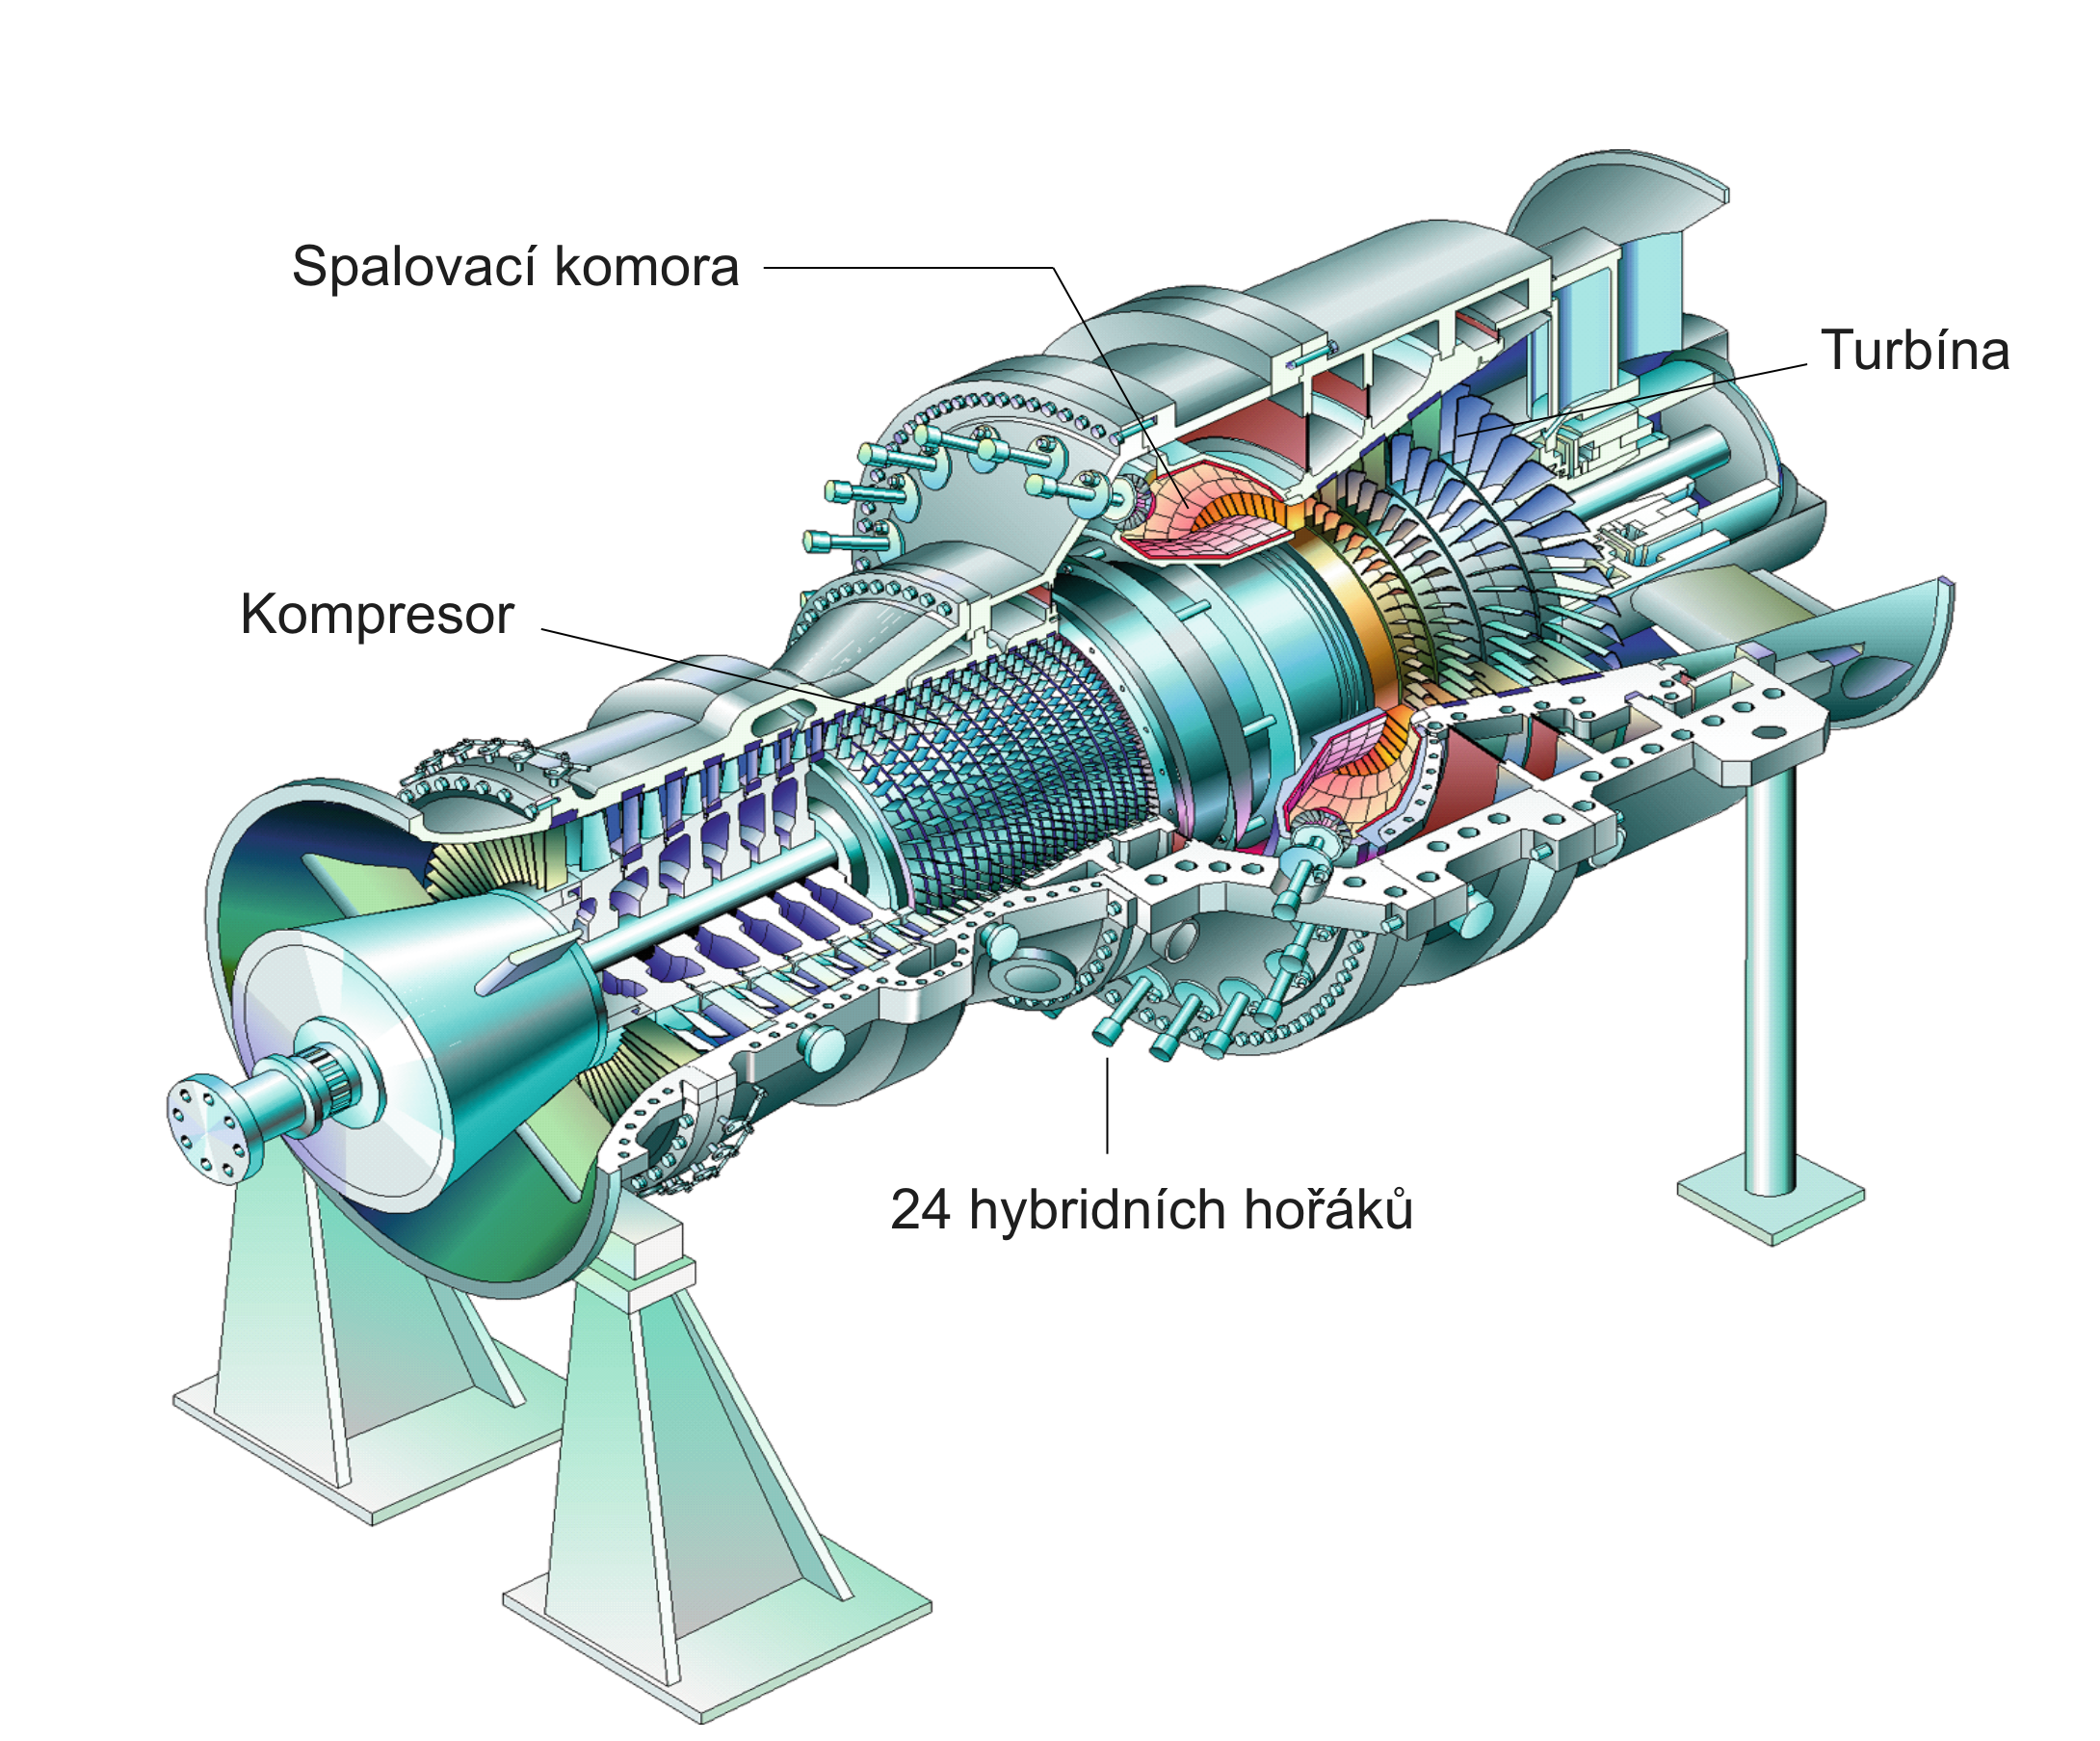 Spalovací komora
Turbína
Kompresor
24 hybridních hořáků